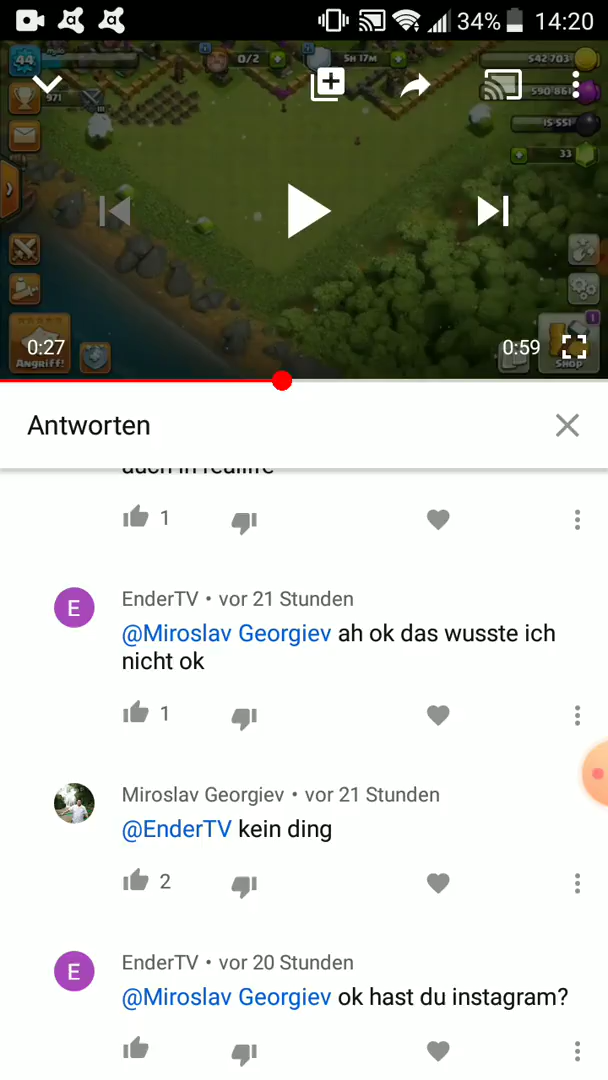 34% 14:20
44
0/2
5H 17M
542 703
971
590 861
15 551
33
1
0:27
0:59
ANGRIFF!
SHOP
Antworten
auch in reallife
1
EnderTV • vor 21 Stunden
@Miroslav Georgiev ah ok das wusste ich
nicht ok
1
Miroslav Georgiev • vor 21 Stunden
@EnderTV kein ding
2
EnderTV • vor 20 Stunden
@Miroslav Georgiev ok hast du instagram?
E
E